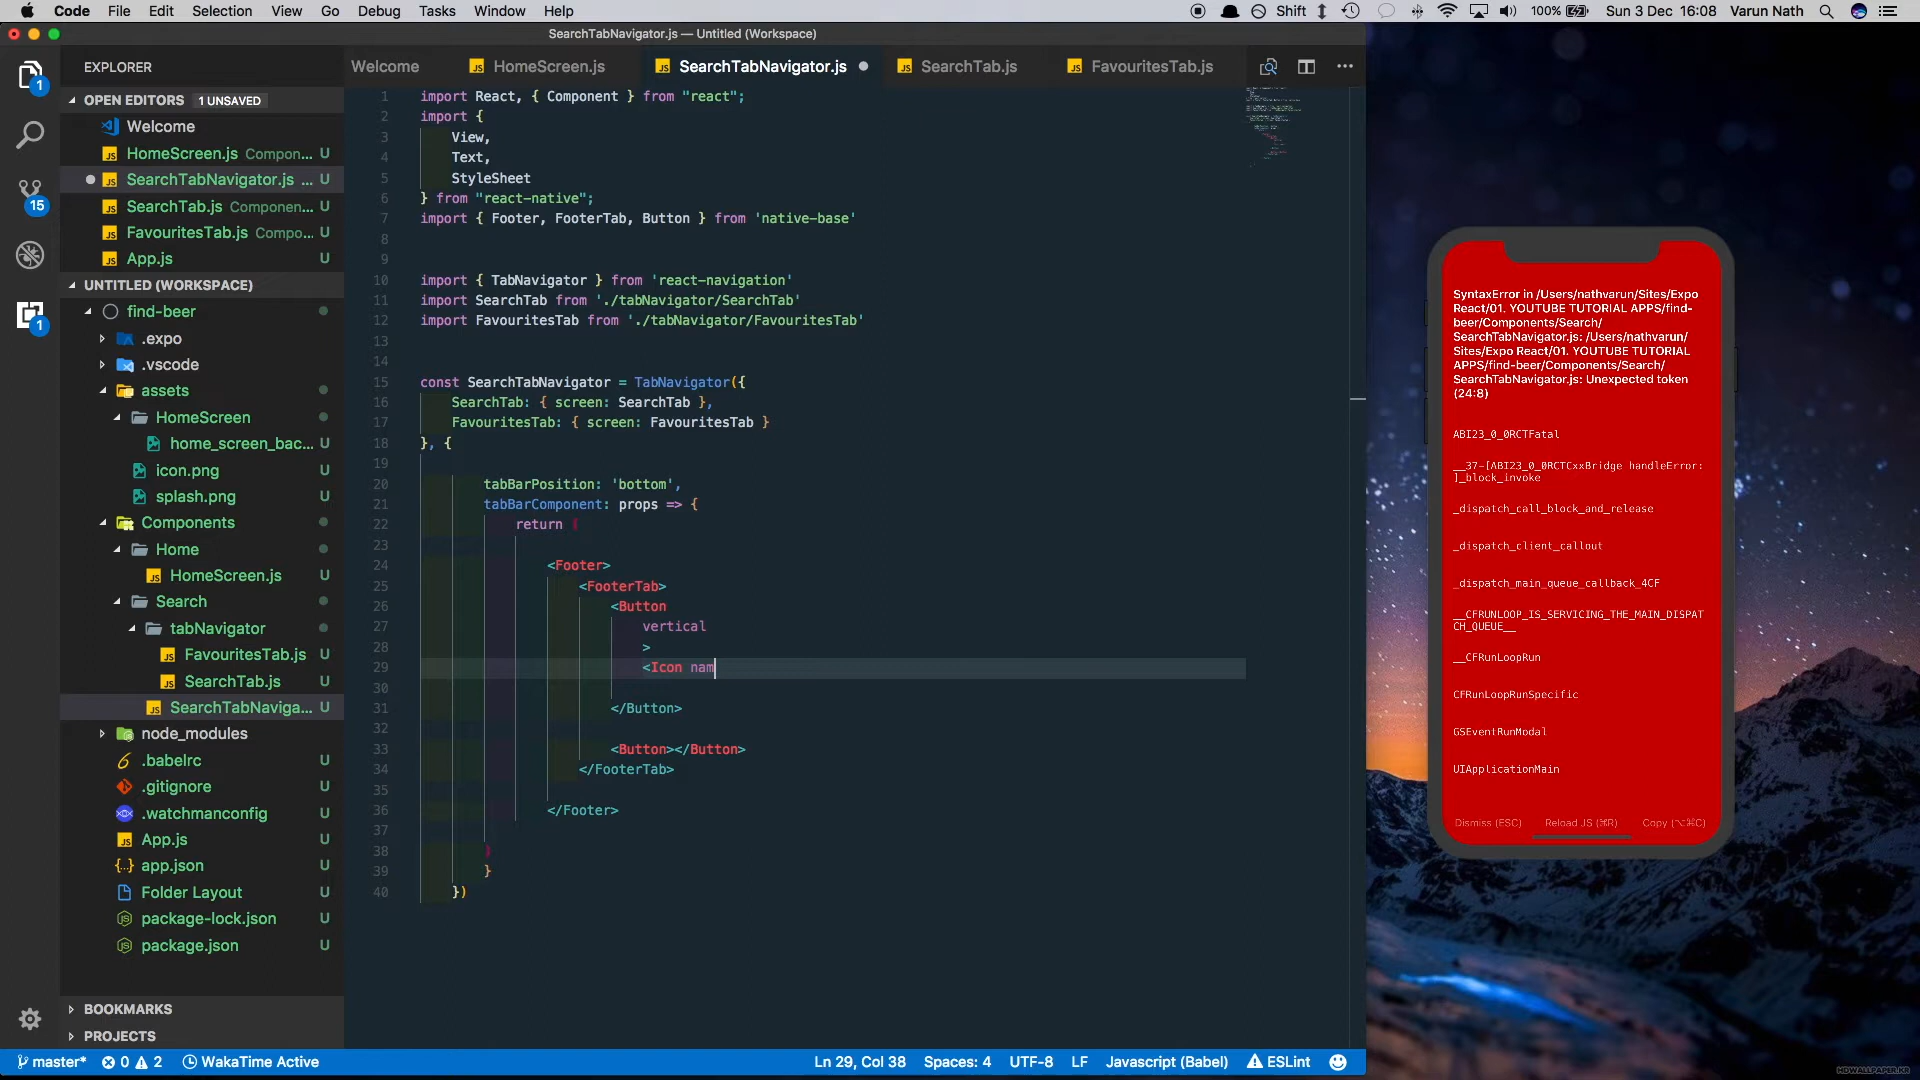 Code File Edit Selection View Go Debug Tasks Window Help Shift 100% Sun 3 Dec 16:08 Varun Nath
SearchTabNavigator.js — Untitled (Workspace)
EXPLORER
OPEN EDITORS 1 UNSAVED
Welcome
HomeScreen.js Compon... U
SearchTabNavigator.js ... U
SearchTab.js Componen... U
FavouritesTab.js Compo... U
App.js U
UNTITLED (WORKSPACE)
find-beer
.expo
.vscode
assets
HomeScreen
home_screen_bac... U
icon.png U
splash.png U
Components
Home
HomeScreen.js U
Search
tabNavigator
FavouritesTab.js U
SearchTab.js U
SearchTabNaviga... U
node_modules
.babelrc U
.gitignore U
.watchmanconfig U
App.js U
app.json U
Folder Layout U
package-lock.json U
package.json U
BOOKMARKS
PROJECTS
1
15
1
Welcome HomeScreen.js SearchTabNavigator.js SearchTab.js FavouritesTab.js
1 import React, { Component } from "react";
2 import {
3 View,
4 Text,
5 StyleSheet
6 } from "react-native";
7 import { Footer, FooterTab, Button } from 'native-base'
8
9
10 import { TabNavigator } from 'react-navigation'
11 import SearchTab from './tabNavigator/SearchTab'
12 import FavouritesTab from './tabNavigator/FavouritesTab'
13
14
15 const SearchTabNavigator = TabNavigator({
16 SearchTab: { screen: SearchTab },
17 FavouritesTab: { screen: FavouritesTab }
18 }, {
19
20 tabBarPosition: 'bottom',
21 tabBarComponent: props => {
22 return (
23
24 <Footer>
25 <FooterTab>
26 <Button
27 vertical
28 >
29 <Icon nam
30
31 </Button>
32
33 <Button></Button>
34 </FooterTab>
35
36 </Footer>
37
38 )
39 }
40 })
SyntaxError in /Users/nathvarun/Sites/Expo
React/01. YOUTUBE TUTORIAL APPS/find-
beer/Components/Search/
SearchTabNavigator.js: /Users/nathvarun/
Sites/Expo React/01. YOUTUBE TUTORIAL
APPS/find-beer/Components/Search/
SearchTabNavigator.js: Unexpected token
(24:8)
ABI23_0_0RCTFatal
__37-[ABI23_0_0RCTCxxBridge handleError:
]_block_invoke
_dispatch_call_block_and_release
_dispatch_client_callout
_dispatch_main_queue_callback_4CF
__CFRUNLOOP_IS_SERVICING_THE_MAIN_DISPAT
CH_QUEUE__
__CFRunLoopRun
CFRunLoopRunSpecific
GSEventRunModal
UIApplicationMain
Dismiss (ESC) Reload JS (⌘R) Copy (⌥⌘C)
master* 0 2 WakaTime Active Ln 29, Col 38 Spaces: 4 UTF-8 LF Javascript (Babel) ESLint
HDWALLPAPER.KR